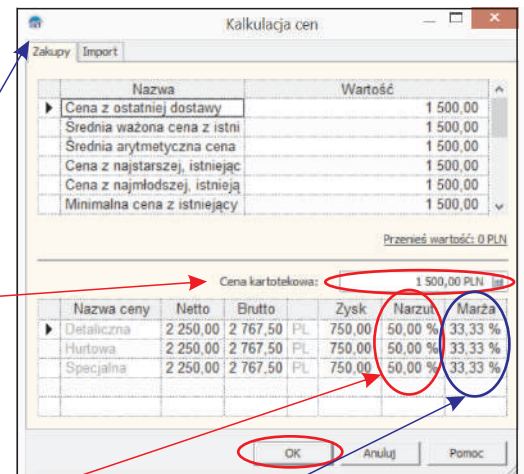 Kalkulacja cen
Zakupy Import
Nazwa Wartość
Cena z ostatniej dostawy 1 500,00
Średnia ważona cena z istni 1 500,00
Średnia arytmetyczna cena 1 500,00
Cena z najstarszej, istniejąc 1 500,00
Cena z najmłodszej, istnieją 1 500,00
Minimalna cena z istniejący 1 500,00
Przenieś wartość: 0 PLN
Cena kartotekowa: 1 500,00 PLN
Nazwa ceny Netto Brutto Zysk Narzut Marża
Detaliczna 2 250,00 2 767,50 PL 750,00 50,00 % 33,33 %
Hurtowa 2 250,00 2 767,50 PL 750,00 50,00 % 33,33 %
Specjalna 2 250,00 2 767,50 PL 750,00 50,00 % 33,33 %
OK Anuluj Pomoc